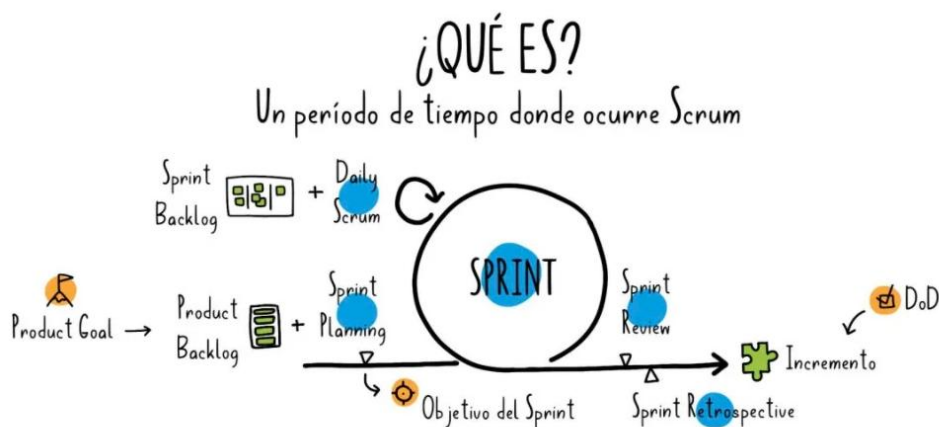 ¿QUÉ ES?
Un período de tiempo donde ocurre Scrum
Sprint
Backlog
+
Daily
Scrum
SPRINT
Product Goal →
Product
Backlog
+
Sprint
Planning
Sprint
Review
DoD
Incremento
Objetivo del Sprint
Sprint Retrospective